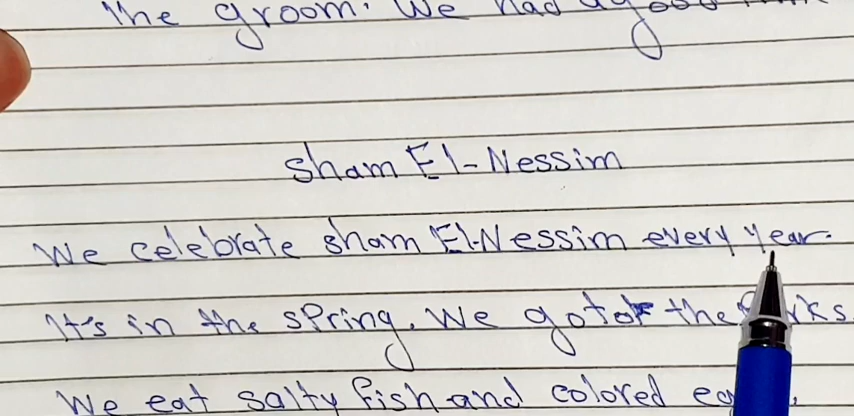 the groom. We had a good
sham El-Nessim
We celebrate sham El-Nessim every year.
It's in the spring. We go to the
We eat salty fish and colored